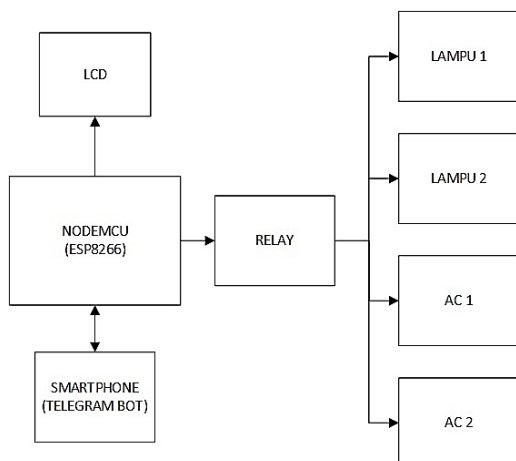 LCD
NODEMCU
(ESP8266)
SMARTPHONE
(TELEGRAM BOT)
RELAY
LAMPU 1
LAMPU 2
AC 1
AC 2